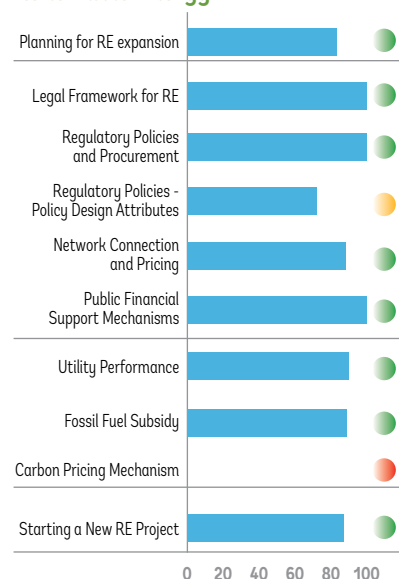 Planning for RE expansion
Legal Framework for RE
Regulatory Policies
and Procurement
Regulatory Policies -
Policy Design Attributes
Network Connection
and Pricing
Public Financial
Support Mechanisms
Utility Performance
Fossil Fuel Subsidy
Carbon Pricing Mechanism
Starting a New RE Project
0 20 40 60 80 100